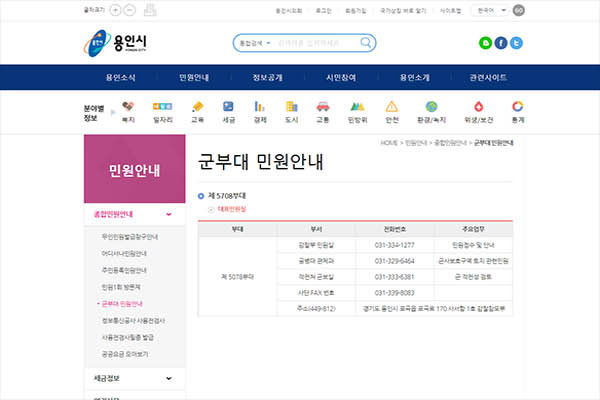 글자크기
용인시의회 로그인 회원가입 국가상징 바로 알기 사이트맵 한국어 GO
용인시
YONGIN CITY
통합검색 검색어를 입력하세요
용인소식 민원안내 정보공개 시민참여 용인소개 관련사이트
분야별
정보
복지 일자리 교육 세금 경제 도시 교통 민방위 안전 환경/녹지 위생/보건 통계
HOME > 민원안내 > 종합민원안내 > 군부대 민원안내
민원안내
군부대 민원안내
제 5708부대
대표민원실
종합민원안내
무인민원발급창구안내
어디서나민원안내
주민등록민원안내
민원1회 방문제
군부대 민원안내
정보통신공사 사용전검사
사용전검사필증 발급
공공요금 모아보기
세금정보
부대 부서 전화번호 주요업무
제 5078부대
감찰부 민원실 031-334-1277 민원접수 및 안내
공병대 관제과 031-329-6464 군사보호구역 토지 관련민원
작전처 군보실 031-333-6381 군 작전성 검토
사단 FAX 번호 031-339-8083
주소(449-812) 경기도 용인시 포곡읍 포곡로 170 사서함 1호 감찰참모부